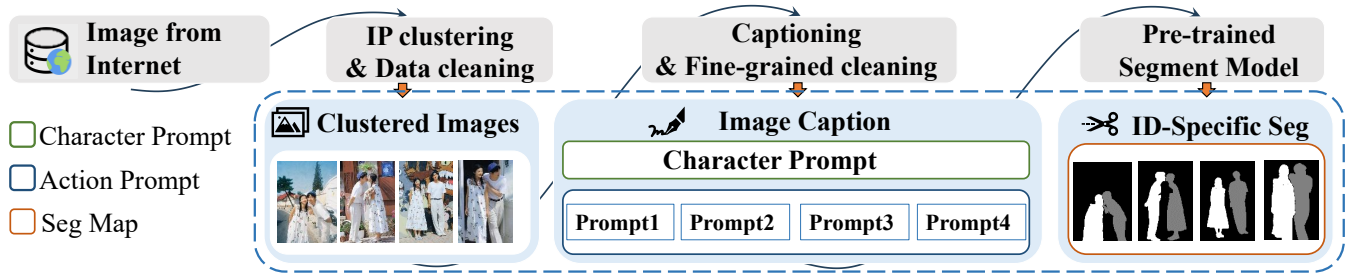 Image from
Internet
IP clustering
& Data cleaning
Captioning
& Fine-grained cleaning
Pre-trained
Segment Model
Character Prompt
Action Prompt
Seg Map
Clustered Images
Image Caption
Character Prompt
Prompt1 Prompt2 Prompt3 Prompt4
ID-Specific Seg